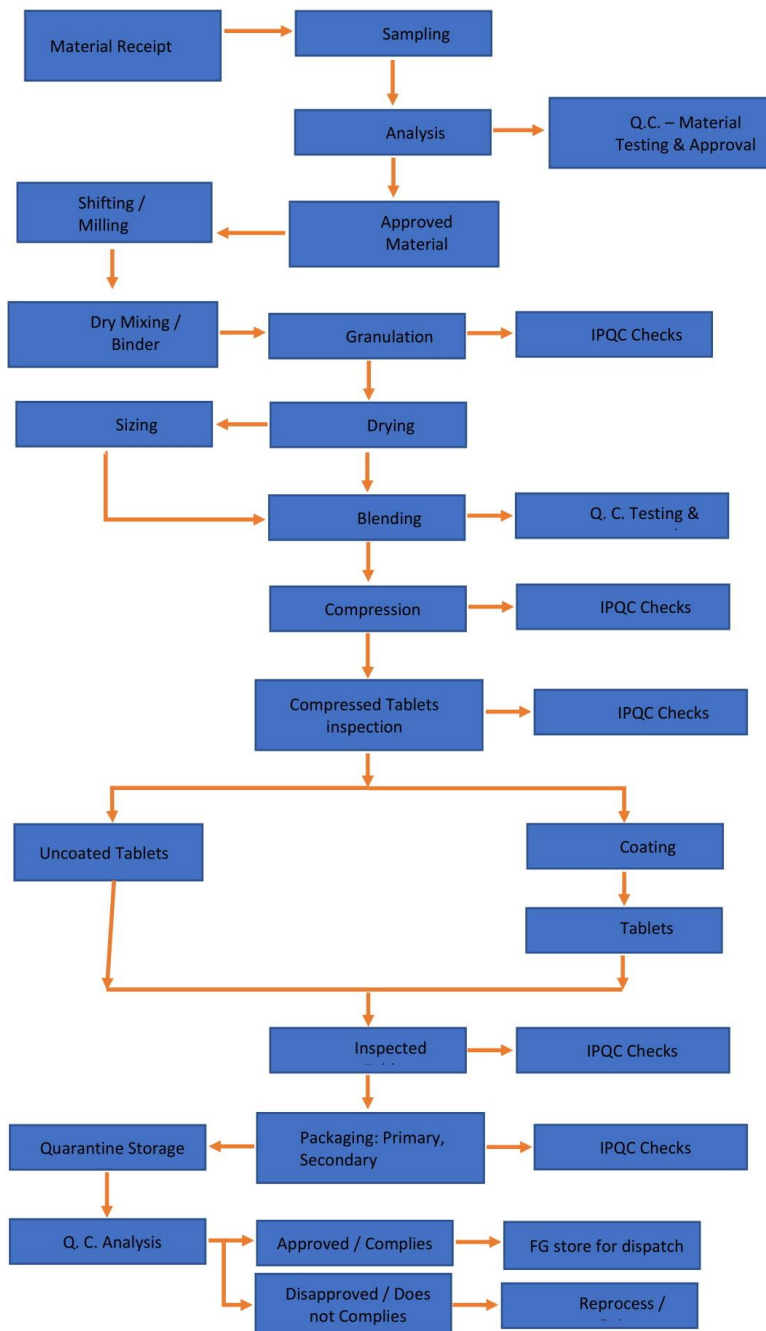 Material Receipt
Sampling
Analysis
Q.C. – Material
Testing & Approval
Shifting /
Milling
Approved
Material
Dry Mixing /
Binder
Granulation
IPQC Checks
Sizing
Drying
Blending
Q. C. Testing &
Compression
IPQC Checks
Compressed Tablets
inspection
IPQC Checks
Uncoated Tablets
Coating
Tablets
Inspected
IPQC Checks
Quarantine Storage
Packaging: Primary,
Secondary
IPQC Checks
Q. C. Analysis
Approved / Complies
FG store for dispatch
Disapproved / Does
not Complies
Reprocess /